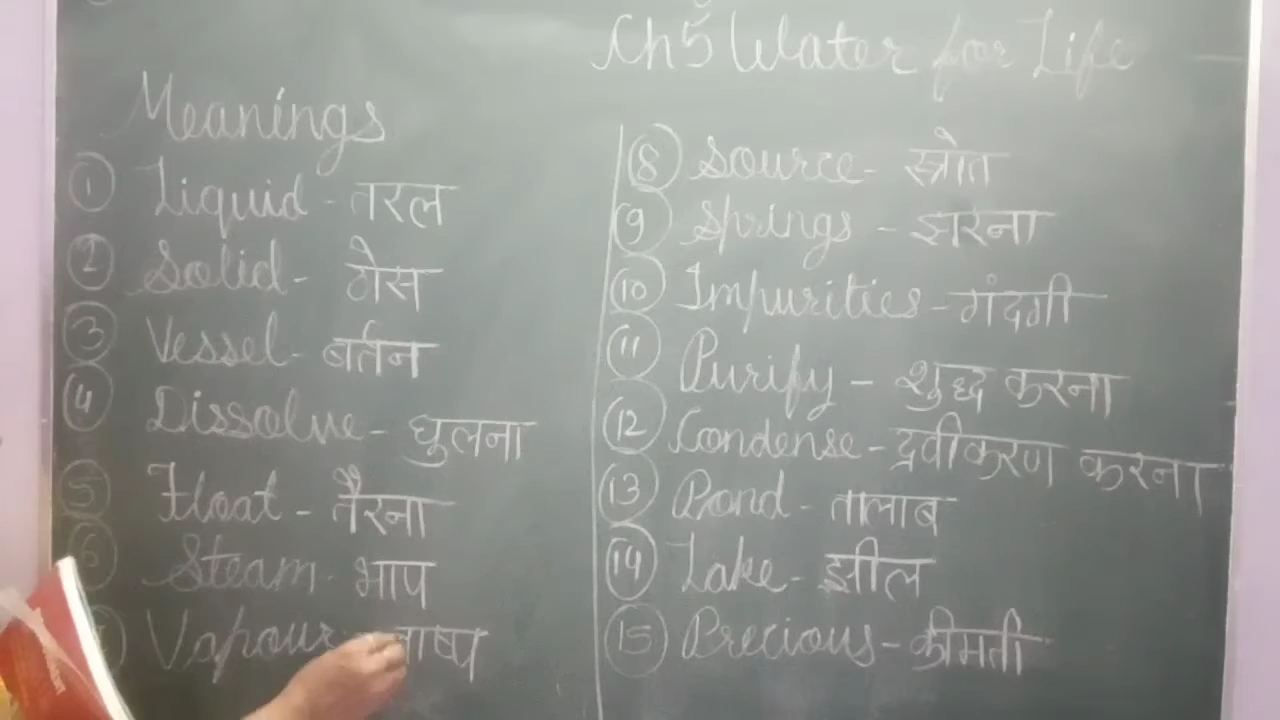 Ch 5 Water for Life
Meanings
1 Liquid - तरल
2 Solid - गैस
3 Vessel - बर्तन
4 Dissolve - घुलना
5 Float - तैरना
6 Steam - भाप
Vapour - वाष्प
8 Source - स्त्रोत
9 Springs - झरना
10 Impurities - गंदगी
11 Purify - शुद्ध करना
12 Condense - द्रवीकरण करना
13 Pond - तालाब
14 Lake - झील
15 Precious - कीमती